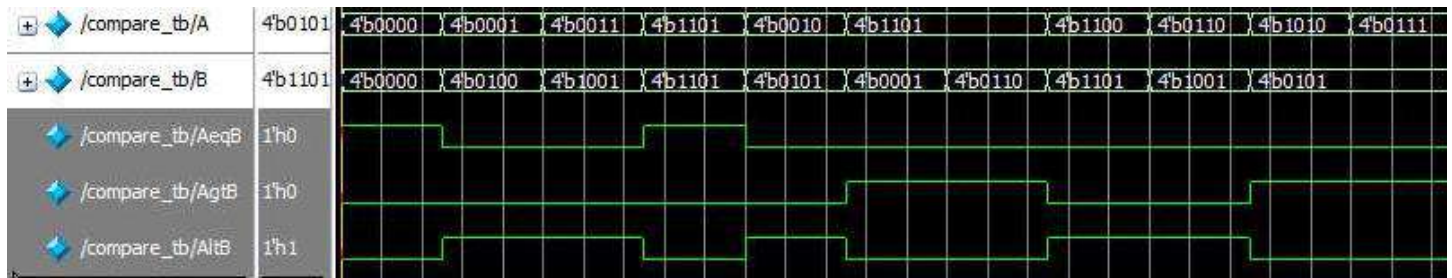 /compare_tb/A 4'b0101 4'b0000 4'b0001 4'b0011 4'b1101 4'b0010 4'b1101 4'b1100 4'b0110 4'b1010 4'b0111
/compare_tb/B 4'b1101 4'b0000 4'b0100 4'b1001 4'b1101 4'b0101 4'b0001 4'b0110 4'b1101 4'b1001 4'b0101
/compare_tb/AeqB 1'h0
/compare_tb/AgtB 1'h0
/compare_tb/AltB 1'h1